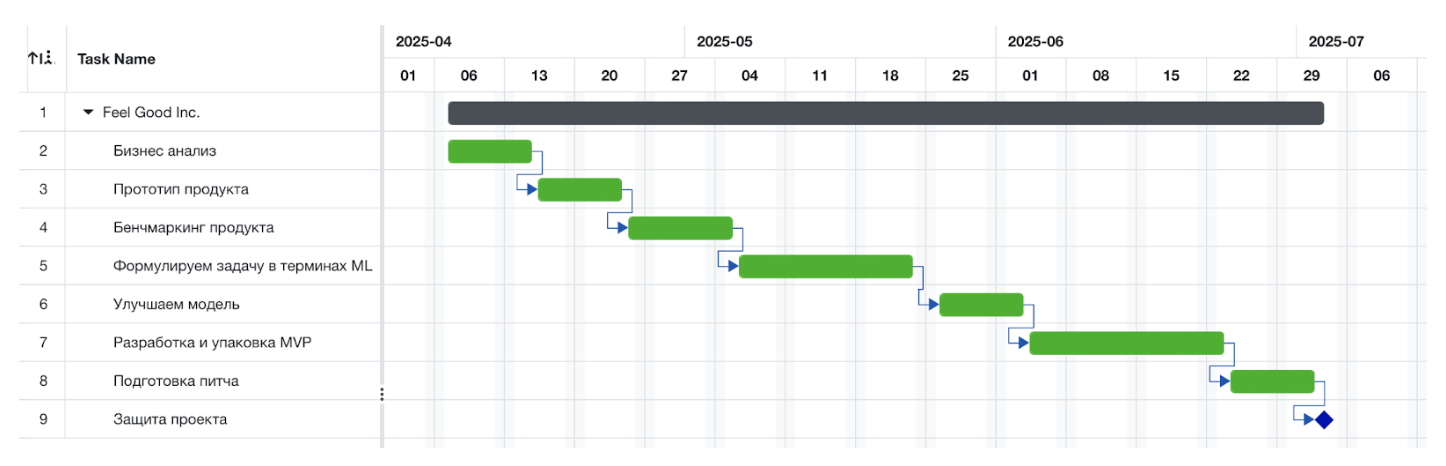 2025-04 2025-05 2025-06 2025-07
Task Name
01 06 13 20 27 04 11 18 25 01 08 15 22 29 06
1 Feel Good Inc.
2 Бизнес анализ
3 Прототип продукта
4 Бенчмаркинг продукта
5 Формулируем задачу в терминах ML
6 Улучшаем модель
7 Разработка и упаковка MVP
8 Подготовка питча
9 Защита проекта